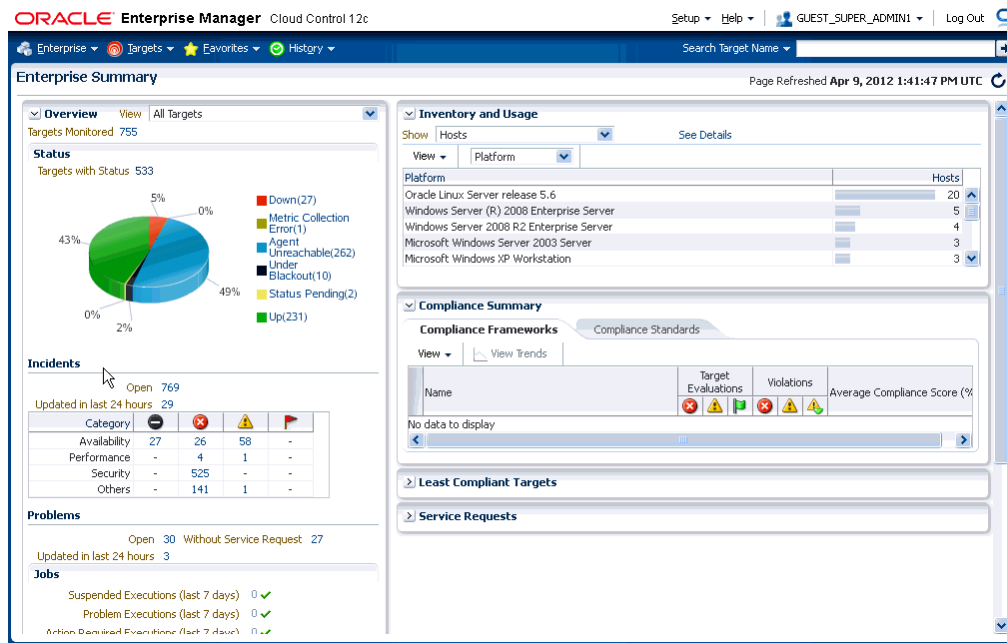 ORACLE Enterprise Manager Cloud Control 12c
Setup Help GUEST_SUPER_ADMIN1 Log Out
Enterprise Targets Favorites History Search Target Name
Enterprise Summary
Page Refreshed Apr 9, 2012 1:41:47 PM UTC
Overview View All Targets
Targets Monitored 755
Status
Targets with Status 533
5%
0%
43%
49%
0%
2%
Down(27)
Metric Collection
Error(1)
Agent
Unreachable(262)
Under
Blackout(10)
Status Pending(2)
Up(231)
Incidents
Open 769
Updated in last 24 hours 29
Category
Availability 27 26 58 -
Performance - 4 1 -
Security - 525 - -
Others - 141 1 -
Problems
Open 30 Without Service Request 27
Updated in last 24 hours 3
Jobs
Suspended Executions (last 7 days) 0
Problem Executions (last 7 days) 0
Action Required Executions (last 7 days) 0
Inventory and Usage
Show Hosts See Details
View Platform
Platform Hosts
Oracle Linux Server release 5.6 20
Windows Server (R) 2008 Enterprise Server 5
Windows Server 2008 R2 Enterprise Server 4
Microsoft Windows Server 2003 Server 3
Microsoft Windows XP Workstation 3
Compliance Summary
Compliance Frameworks Compliance Standards
View View Trends
Name
Target
Evaluations
Violations
Average Compliance Score (%
No data to display
Least Compliant Targets
Service Requests